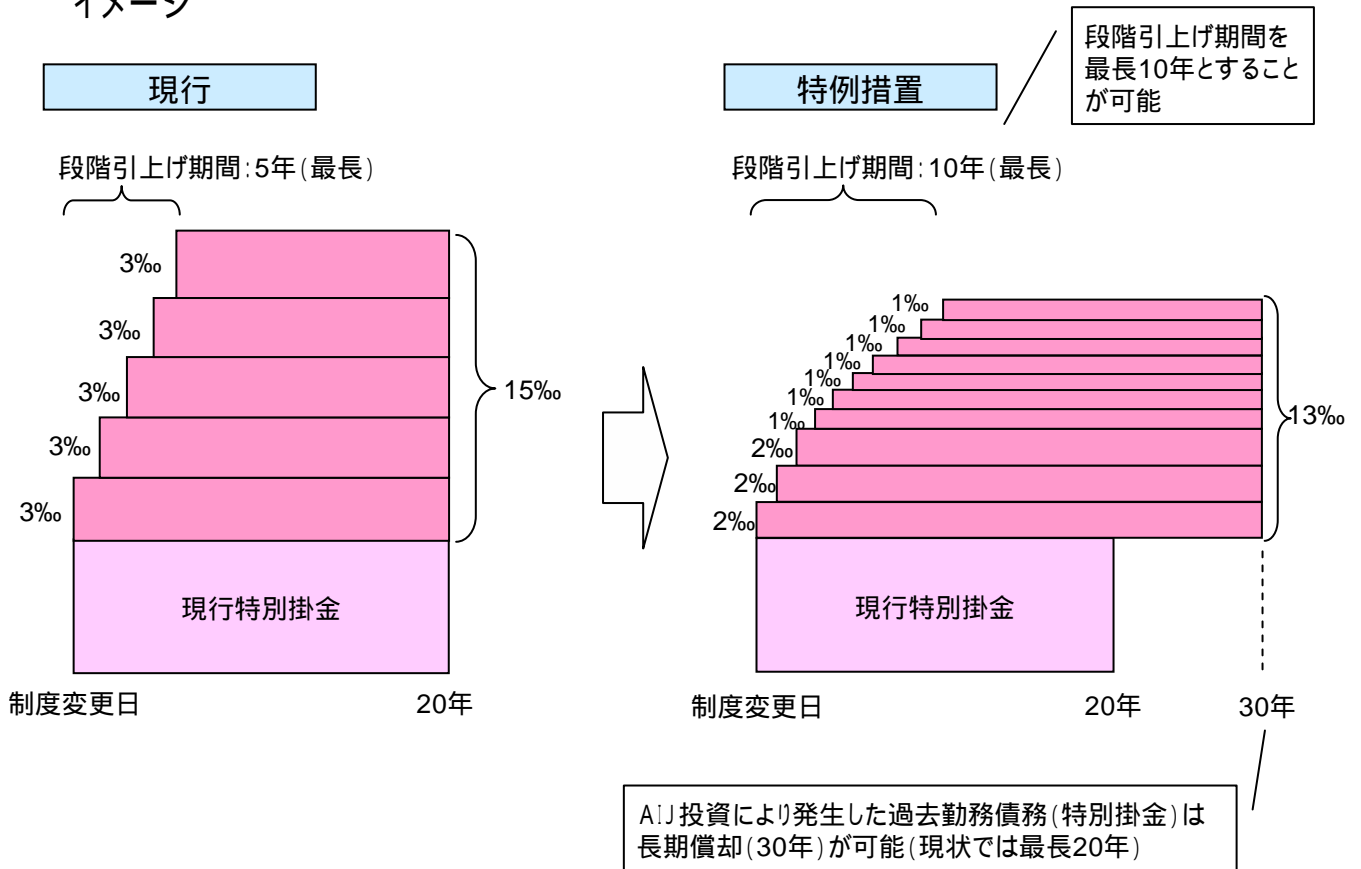 イメージ
段階引上げ期間を
最長10年とすること
が可能
現行
特例措置
段階引上げ期間:5年(最長)
段階引上げ期間:10年(最長)
3‰
3‰
3‰
3‰
3‰
15‰
現行特別掛金
制度変更日
20年
1‰
1‰
1‰
1‰
1‰
1‰
1‰
2‰
2‰
2‰
13‰
現行特別掛金
制度変更日
20年
30年
AIJ投資により発生した過去勤務債務(特別掛金)は
長期償却(30年)が可能(現状では最長20年)